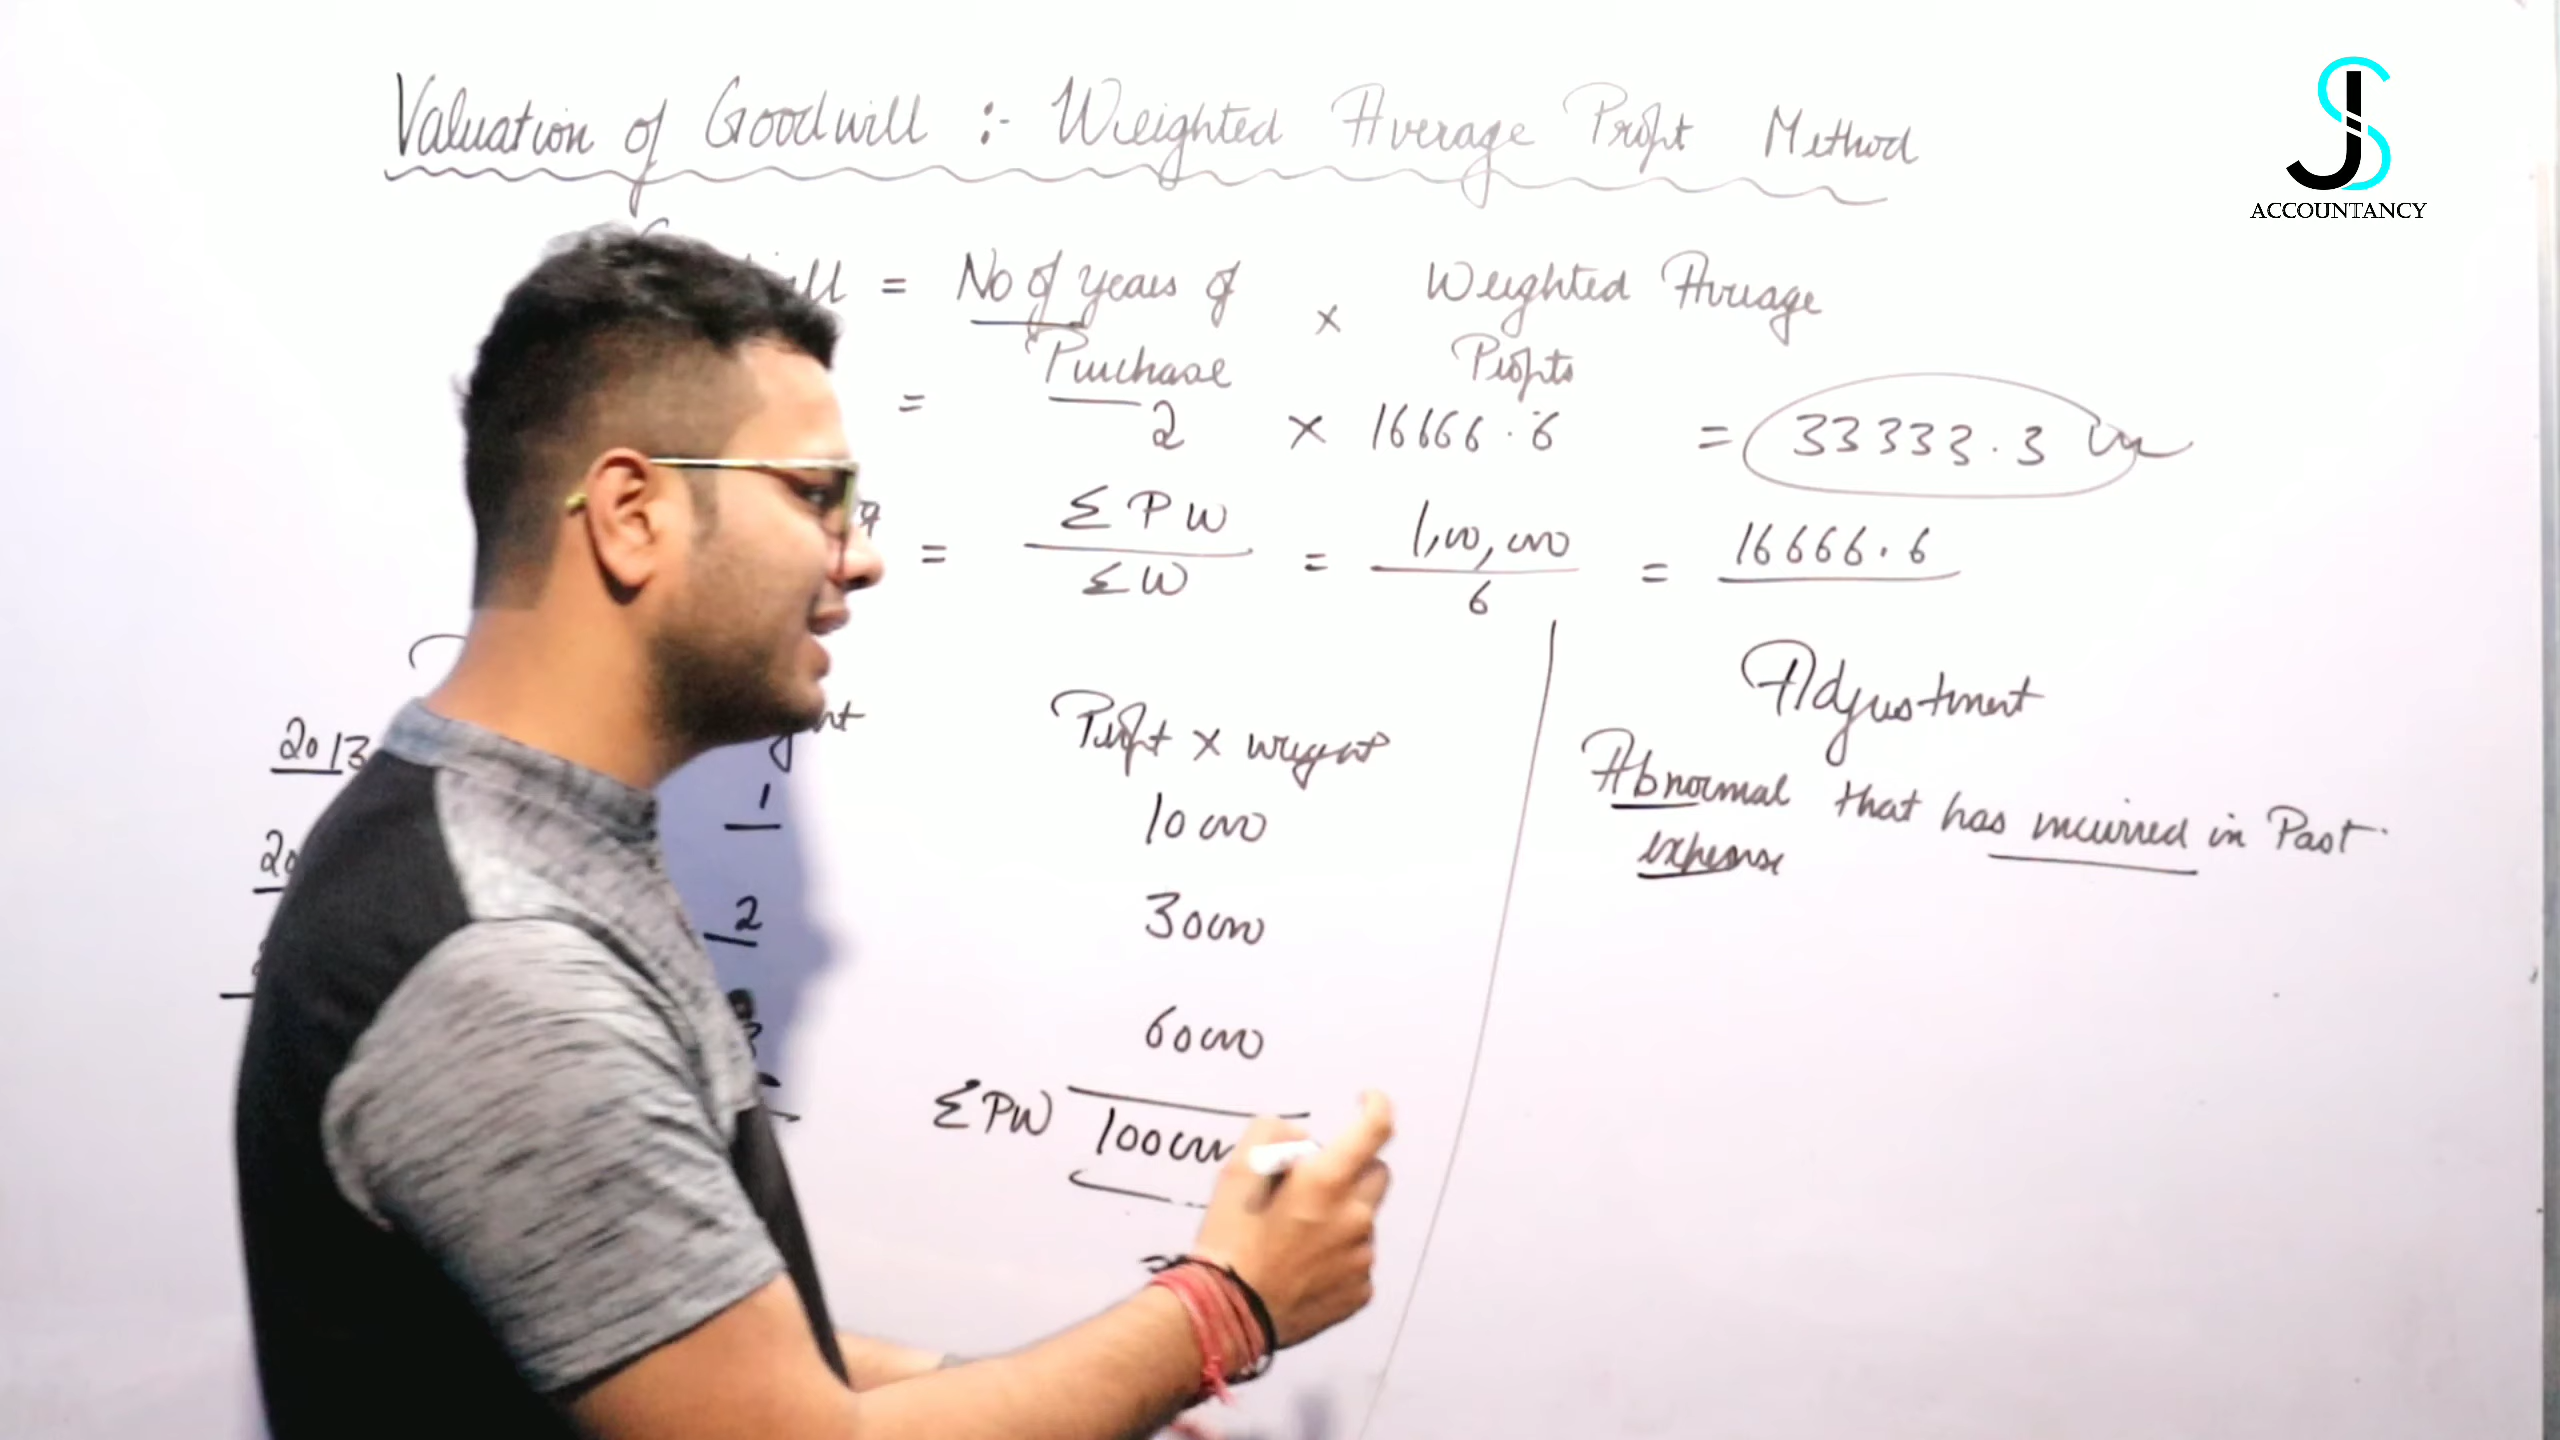 Valuation of Goodwill :- Weighted Average Profit Method
JS
ACCOUNTANCY
= No of years of Purchase × Weighted Average Profits
= 2 × 16666.6 = 33333.3
= ΣPW / ΣW = 1,00,000 / 6 = 16666.6
Profit × weight
2013
1
10000
2
30000
60000
ΣPW
Adjustment
Abnormal expense that has incurred in Past